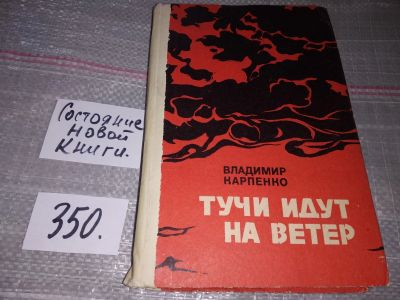 Состояние
новой
книги.
350.
ВЛАДИМИР
КАРПЕНКО
ТУЧИ ИДУТ
НА ВЕТЕР